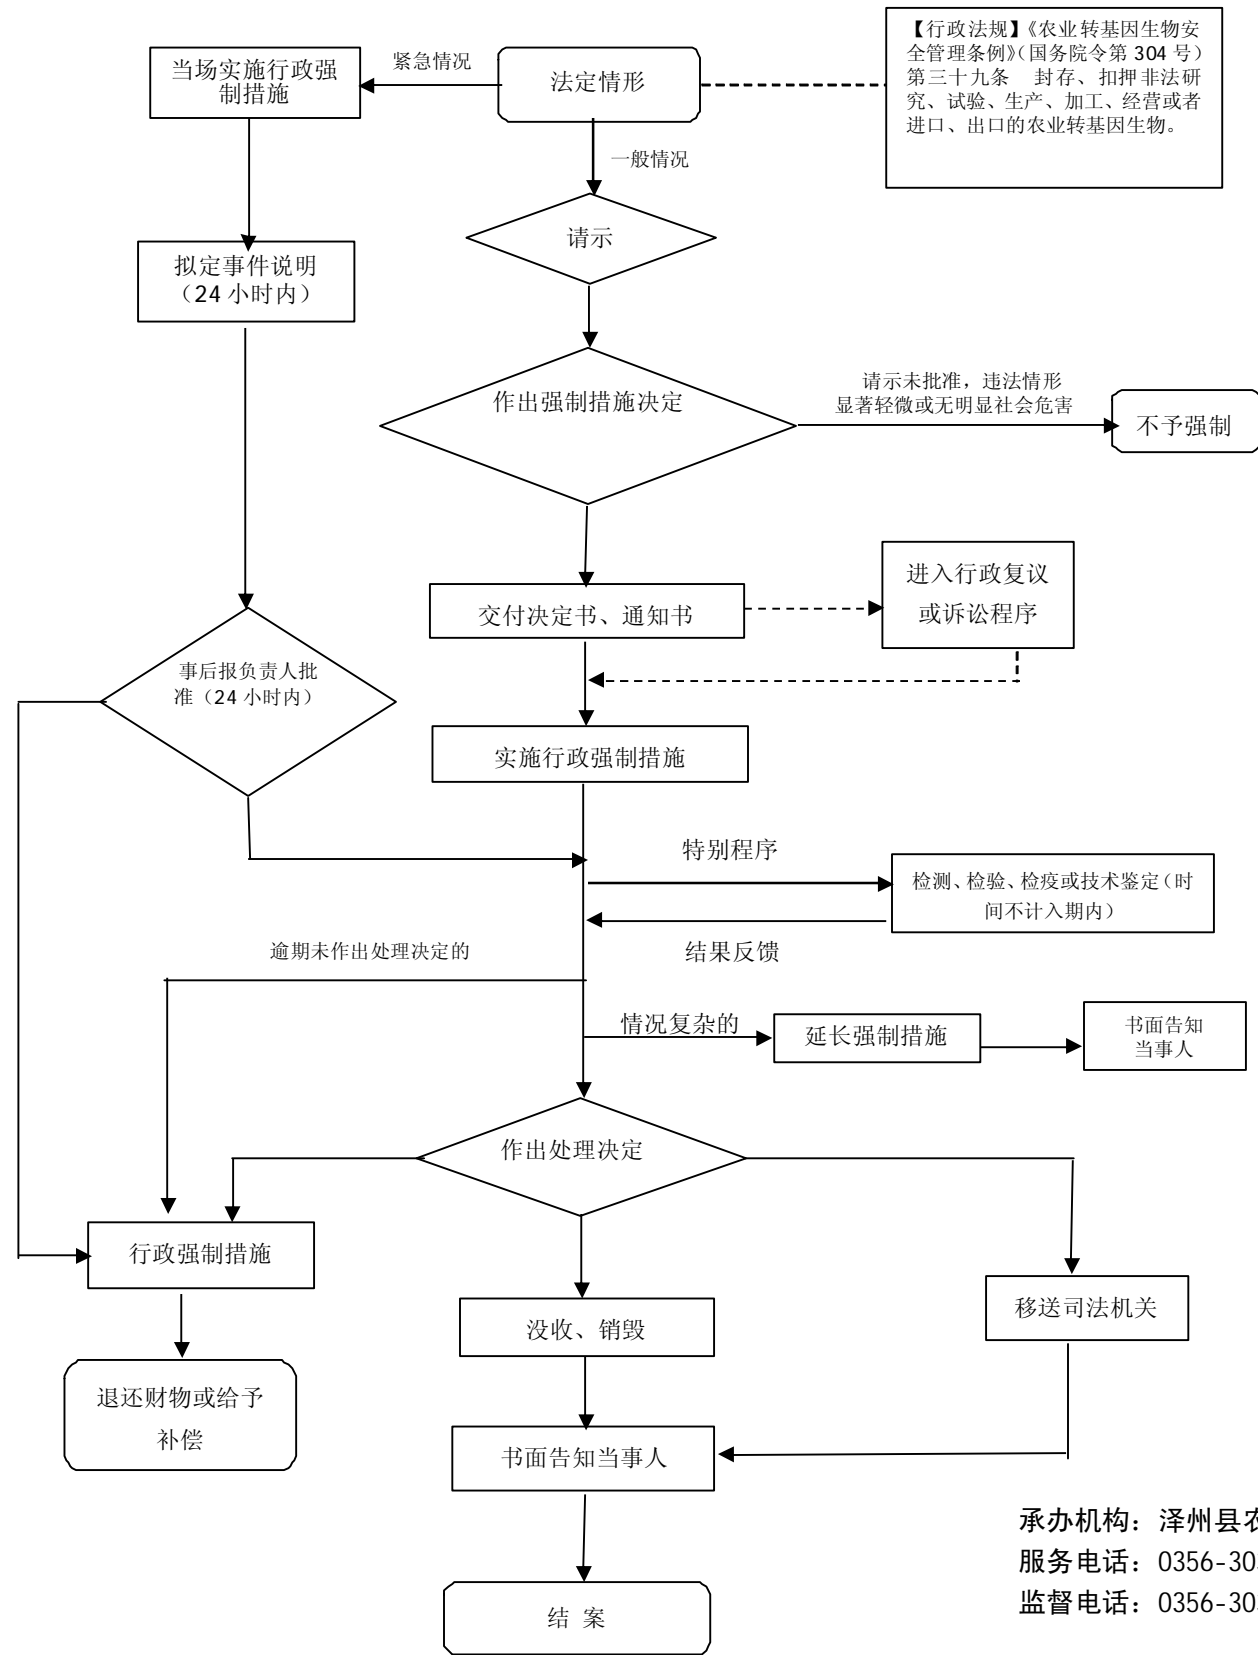 【行政法规】《农业转基因生物安
全管理条例》（国务院令第 304 号）
第三十九条 封存、扣押非法研
究、试验、生产、加工、经营或者
进口、出口的农业转基因生物。
当场实施行政强
制措施
紧急情况
法定情形
一般情况
请示
拟定事件说明
（24 小时内）
作出强制措施决定
请示未批准，违法情形
显著轻微或无明显社会危害
不予强制
交付决定书、通知书
进入行政复议
或诉讼程序
事后报负责人批
准（24 小时内）
实施行政强制措施
特别程序
检测、检验、检疫或技术鉴定（时
间不计入期内）
结果反馈
逾期未作出处理决定的
情况复杂的
延长强制措施
书面告知
当事人
作出处理决定
行政强制措施
没收、销毁
移送司法机关
退还财物或给予
补偿
书面告知当事人
结 案
承办机构：泽州县农
服务电话：0356-30
监督电话：0356-30